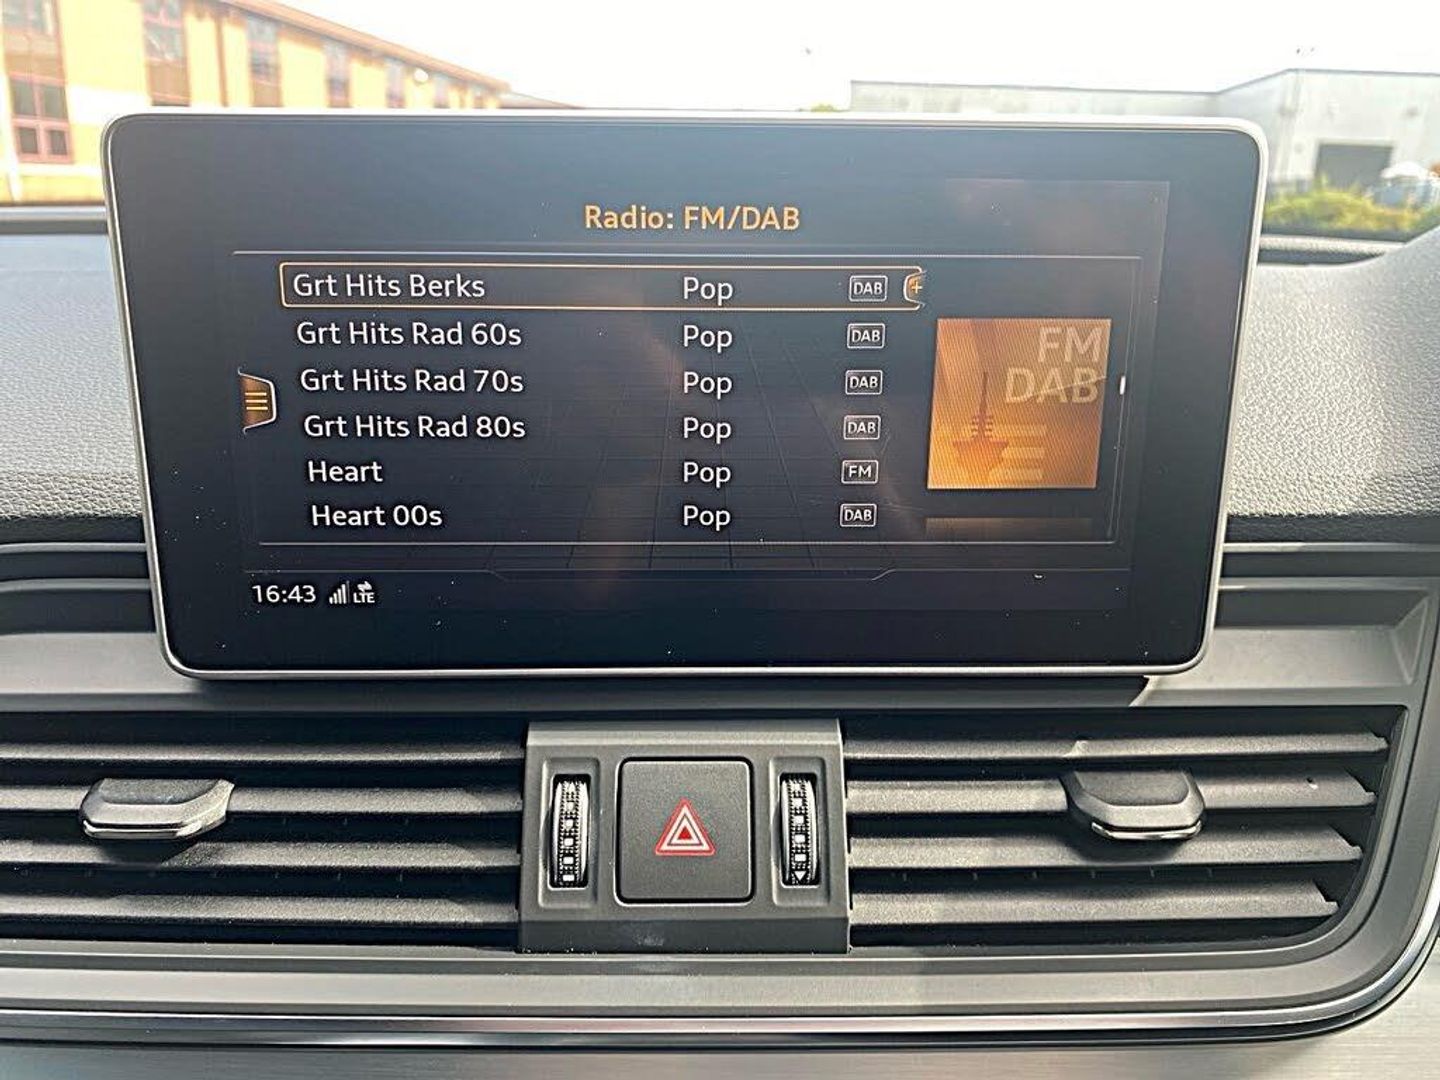 Radio: FM/DAB
Grt Hits Berks Pop DAB
Grt Hits Rad 60s Pop DAB
Grt Hits Rad 70s Pop DAB
Grt Hits Rad 80s Pop DAB
Heart Pop FM
Heart 00s Pop DAB
FM
DAB
16:43 LTE